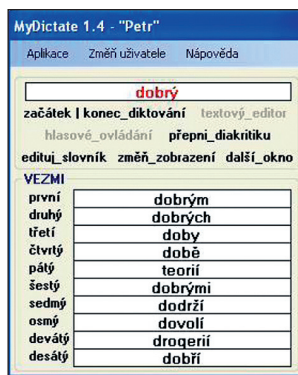 MyDictate 1.4 - "Petr"
Aplikace Změň uživatele Nápověda
dobrý
začátek | konec_diktování textový_editor
hlasové_ovládání přepni_diakritiku
edituj_slovník změň_zobrazení další_okno
VEZMI
první dobrým
druhý dobrých
třetí doby
čtvrtý době
pátý teorií
šestý dobrými
sedmý dodrží
osmý dovolí
devátý drogerií
desátý dobří